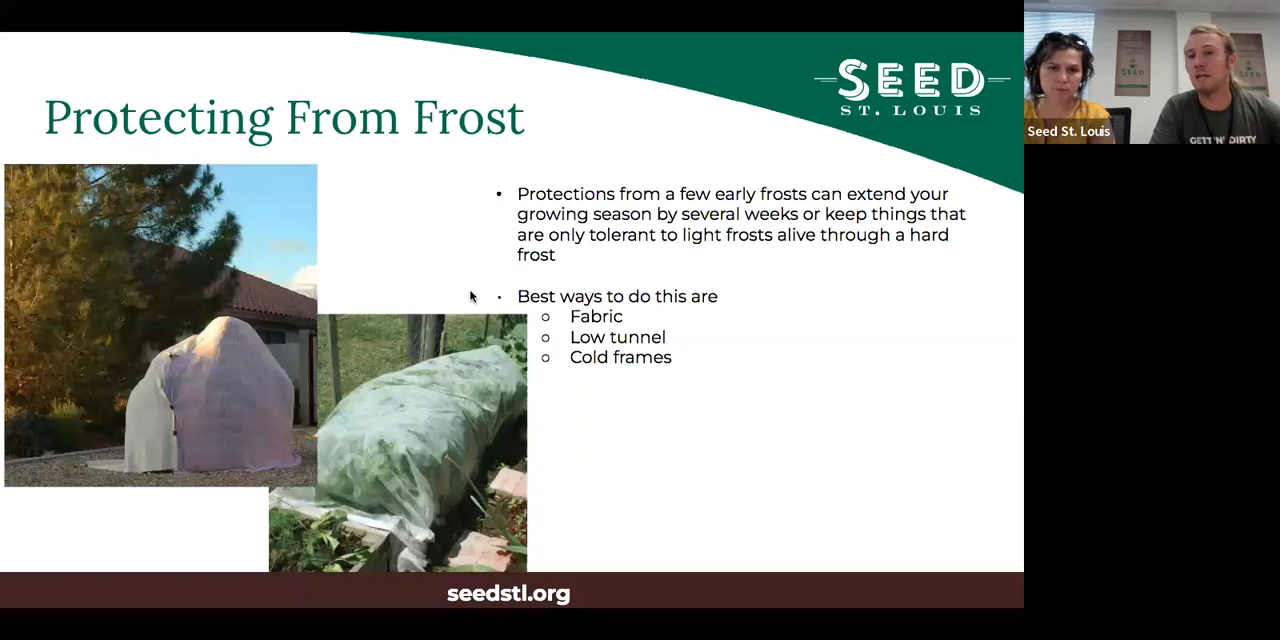 SEED
ST. LOUIS
Protecting From Frost
• Protections from a few early frosts can extend your
growing season by several weeks or keep things that
are only tolerant to light frosts alive through a hard
frost
• Best ways to do this are
○ Fabric
○ Low tunnel
○ Cold frames
seedstl.org
SEED
Seed St. Louis
GETT'N' DIRTY